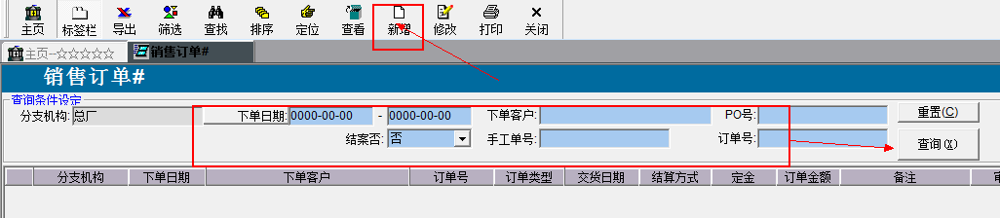 主页 标签栏 导出 筛选 查找 排序 定位 查看 新增 修改 打印 关闭
主页--☆☆☆☆☆ 销售订单#
销售订单#
查询条件设定
分支机构: 总厂 下单日期: 0000-00-00 - 0000-00-00 下单客户: PO号: 重置(C)
结案否: 否 手工单号: 订单号: 查询(X)
分支机构 下单日期 下单客户 订单号 订单类型 交货日期 结算方式 定金 订单金额 备注